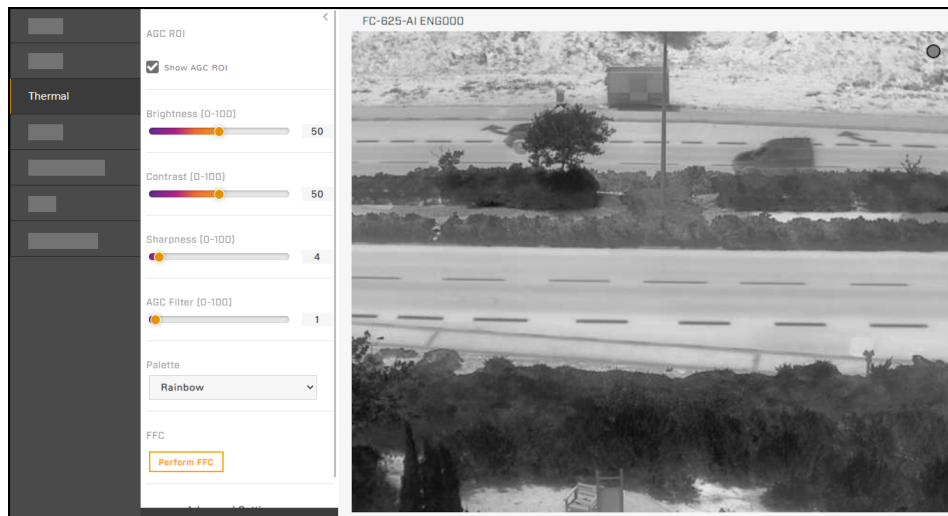 FC-625-AI ENG000
AGC ROI
Show AGC ROI
Thermal
Brightness [0-100]
50
Contrast [0-100]
50
Sharpness [0-100]
4
AGC Filter [0-100]
1
Palette
Rainbow
FFC
Perform FFC